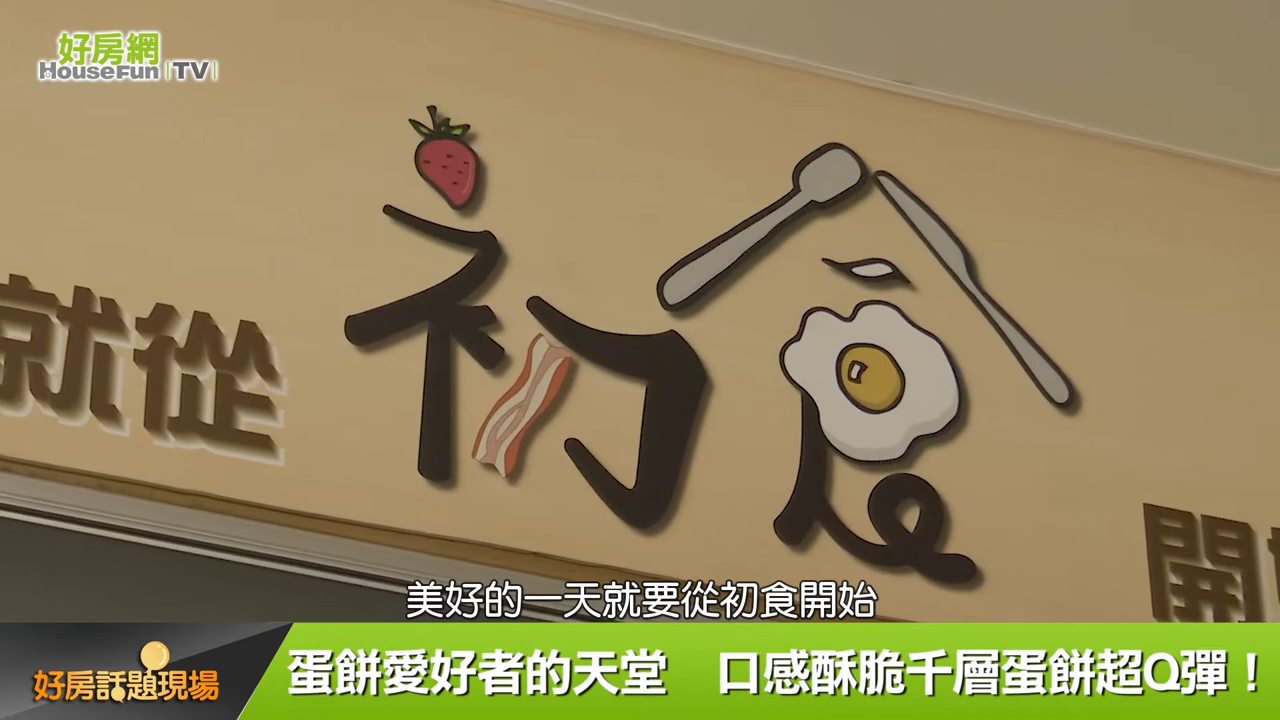 好房網
HouseFun TV
就從
初食
開
美好的一天就要從初食開始
好房話題現場
蛋餅愛好者的天堂 口感酥脆千層蛋餅超Q彈！